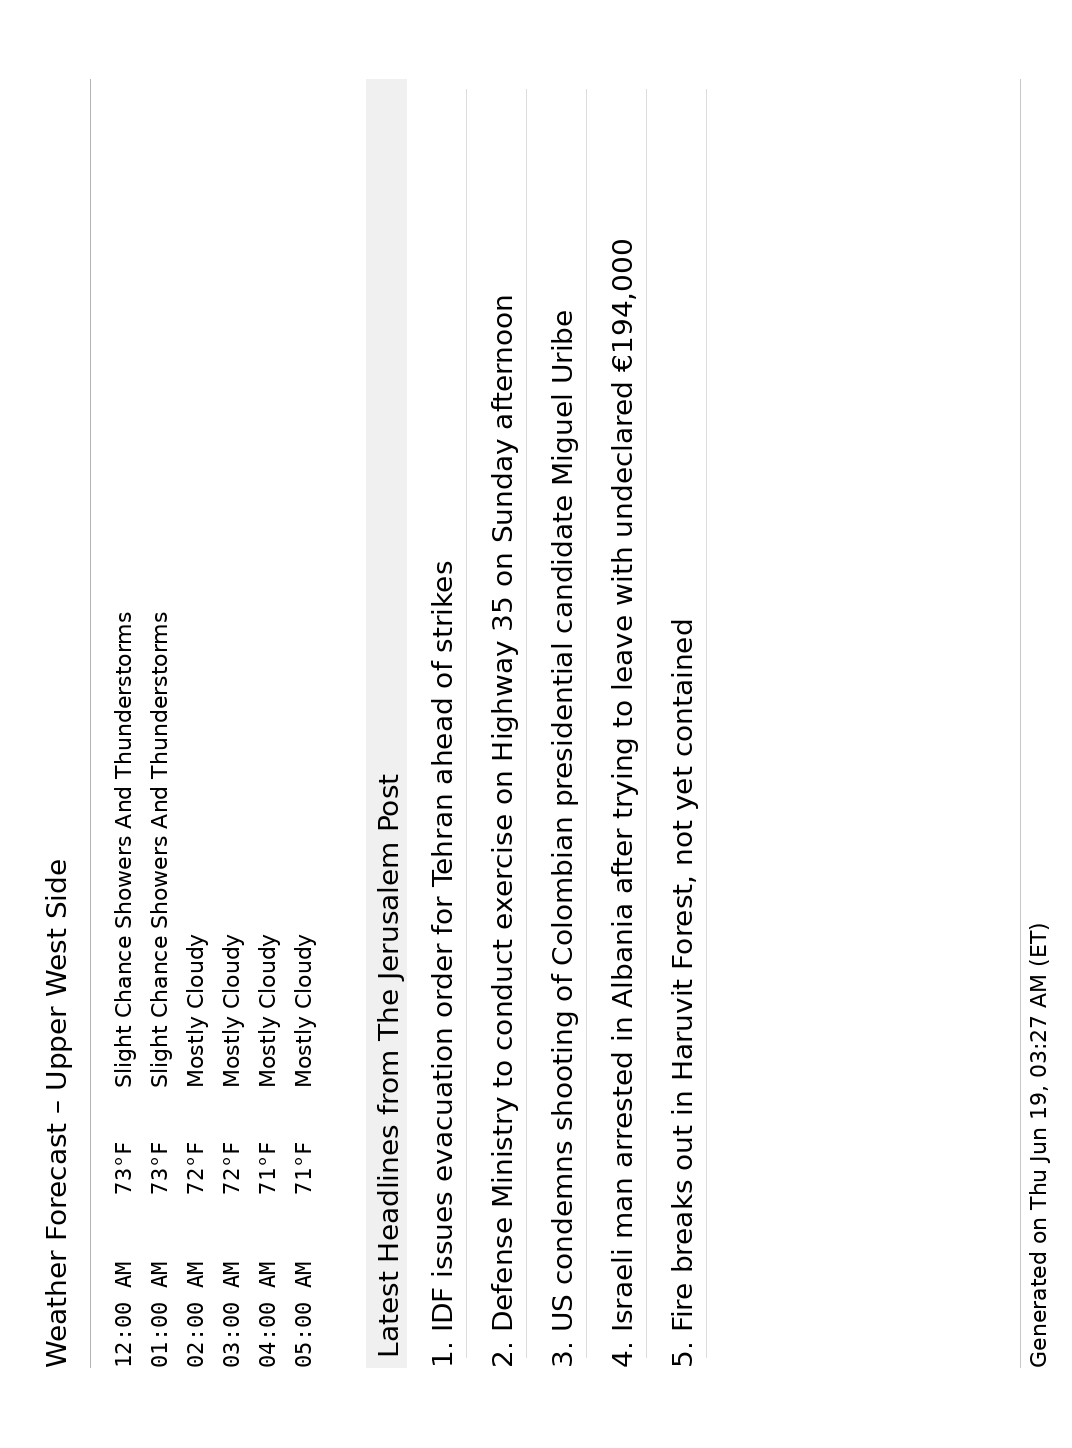 Weather Forecast – Upper West Side
12:00 AM 73°F Slight Chance Showers And Thunderstorms
01:00 AM 73°F Slight Chance Showers And Thunderstorms
02:00 AM 72°F Mostly Cloudy
03:00 AM 72°F Mostly Cloudy
04:00 AM 71°F Mostly Cloudy
05:00 AM 71°F Mostly Cloudy
Latest Headlines from The Jerusalem Post
1. IDF issues evacuation order for Tehran ahead of strikes
2. Defense Ministry to conduct exercise on Highway 35 on Sunday afternoon
3. US condemns shooting of Colombian presidential candidate Miguel Uribe
4. Israeli man arrested in Albania after trying to leave with undeclared €194,000
5. Fire breaks out in Haruvit Forest, not yet contained
Generated on Thu Jun 19, 03:27 AM (ET)